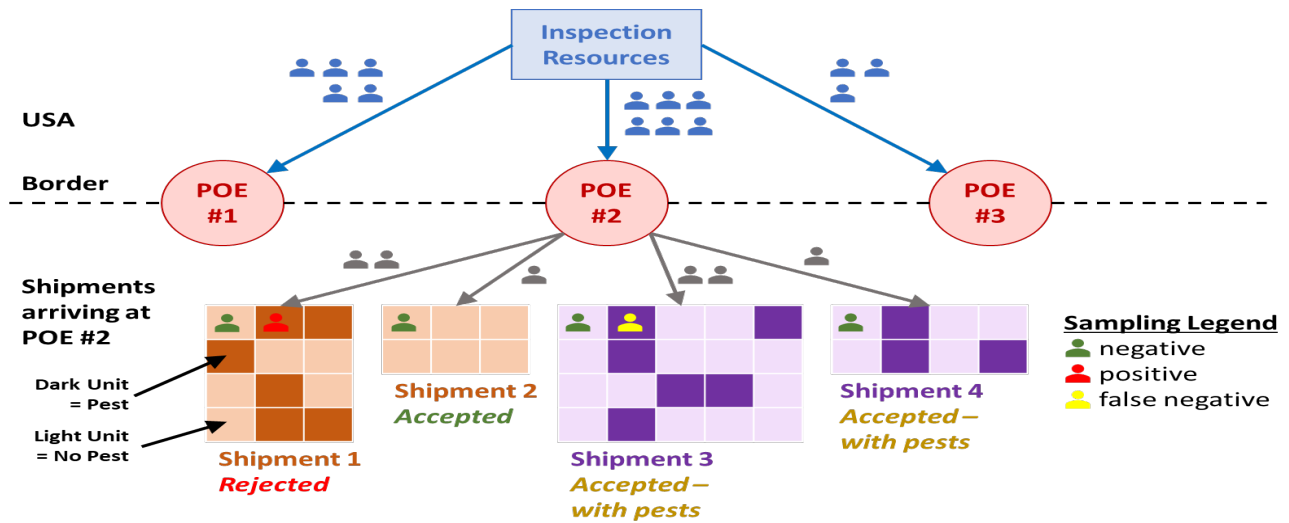 Inspection
Resources
USA
Border
POE
#1
POE
#2
POE
#3
Shipments
arriving at
POE #2
Dark Unit
= Pest
Light Unit
= No Pest
Shipment 1
Rejected
Shipment 2
Accepted
Shipment 3
Accepted–
with pests
Shipment 4
Accepted–
with pests
Sampling Legend
negative
positive
false negative